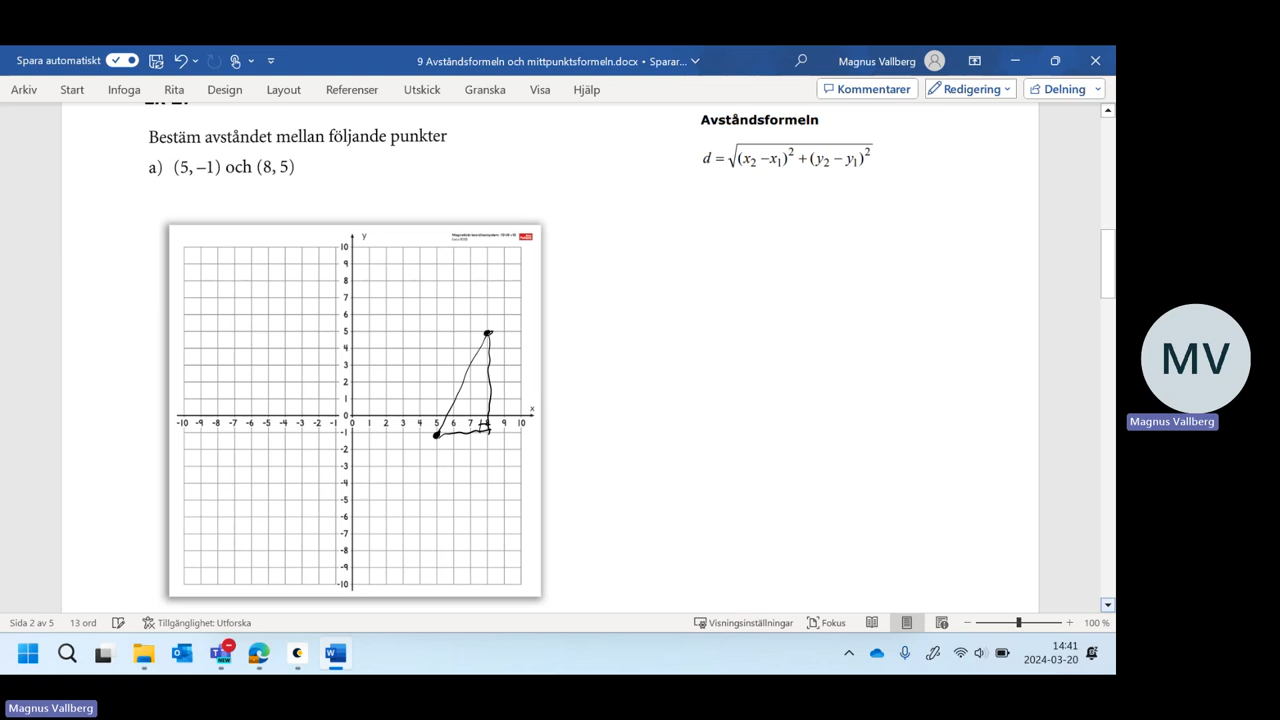 Spara automatiskt
9 Avståndsformeln och mittpunktsformeln.docx • Sparar...
Magnus Vallberg
Arkiv Start Infoga Rita Design Layout Referenser Utskick Granska Visa Hjälp
Kommentarer Redigering Delning
Bestäm avståndet mellan följande punkter
a) (5, –1) och (8, 5)
Avståndsformeln
d = √(x₂ – x₁)² + (y₂ – y₁)²
y
10
9
8
7
6
5
4
3
2
1
0
x
-10 -9 -8 -7 -6 -5 -4 -3 -2 -1 0 1 2 3 4 5 6 7 8 9 10
-1
-2
-3
-4
-5
-6
-7
-8
-9
-10
MV
Magnus Vallberg
Sida 2 av 5 13 ord Tillgänglighet: Utforska Visningsinställningar Fokus 100 %
NEW
W
14:41
2024-03-20
Magnus Vallberg